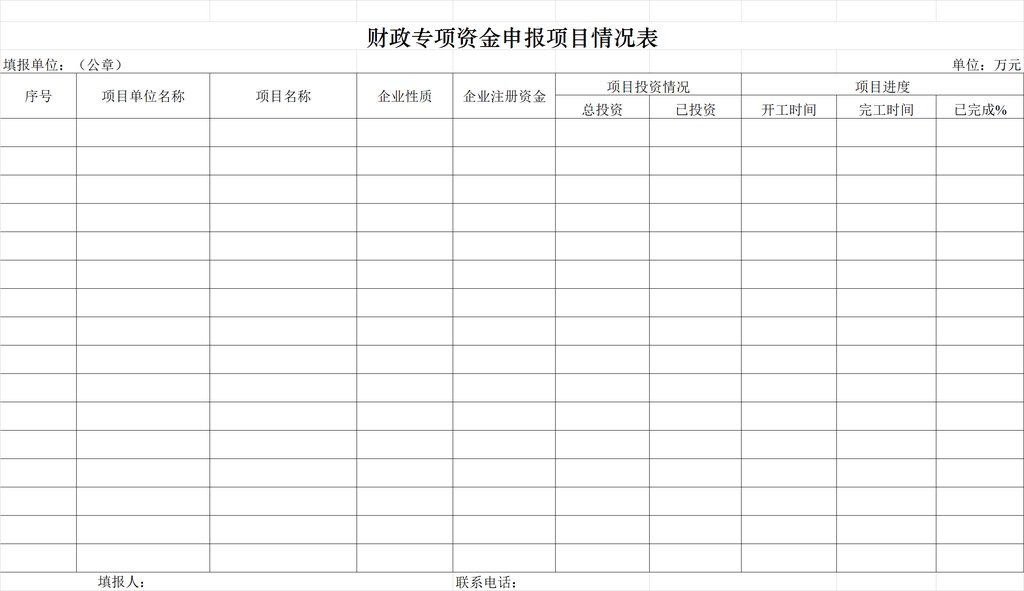 财政专项资金申报项目情况表
填报单位：（公章） 单位：万元
序号 项目单位名称 项目名称 企业性质 企业注册资金 项目投资情况 项目进度
总投资 已投资 开工时间 完工时间 已完成%
填报人： 联系电话：